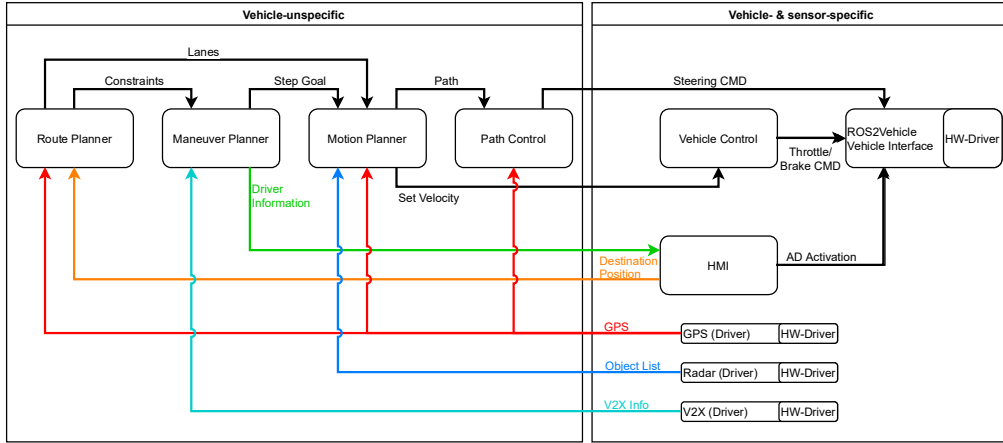 Vehicle-unspecific
Vehicle- & sensor-specific
Lanes
Constraints
Step Goal
Path
Steering CMD
Route Planner
Maneuver Planner
Motion Planner
Path Control
Vehicle Control
ROS2Vehicle
Vehicle Interface
HW-Driver
Throttle/
Brake CMD
Driver
Information
Set Velocity
HMI
AD Activation
Destination
Position
GPS
GPS (Driver)
HW-Driver
Object List
Radar (Driver)
HW-Driver
V2X Info
V2X (Driver)
HW-Driver